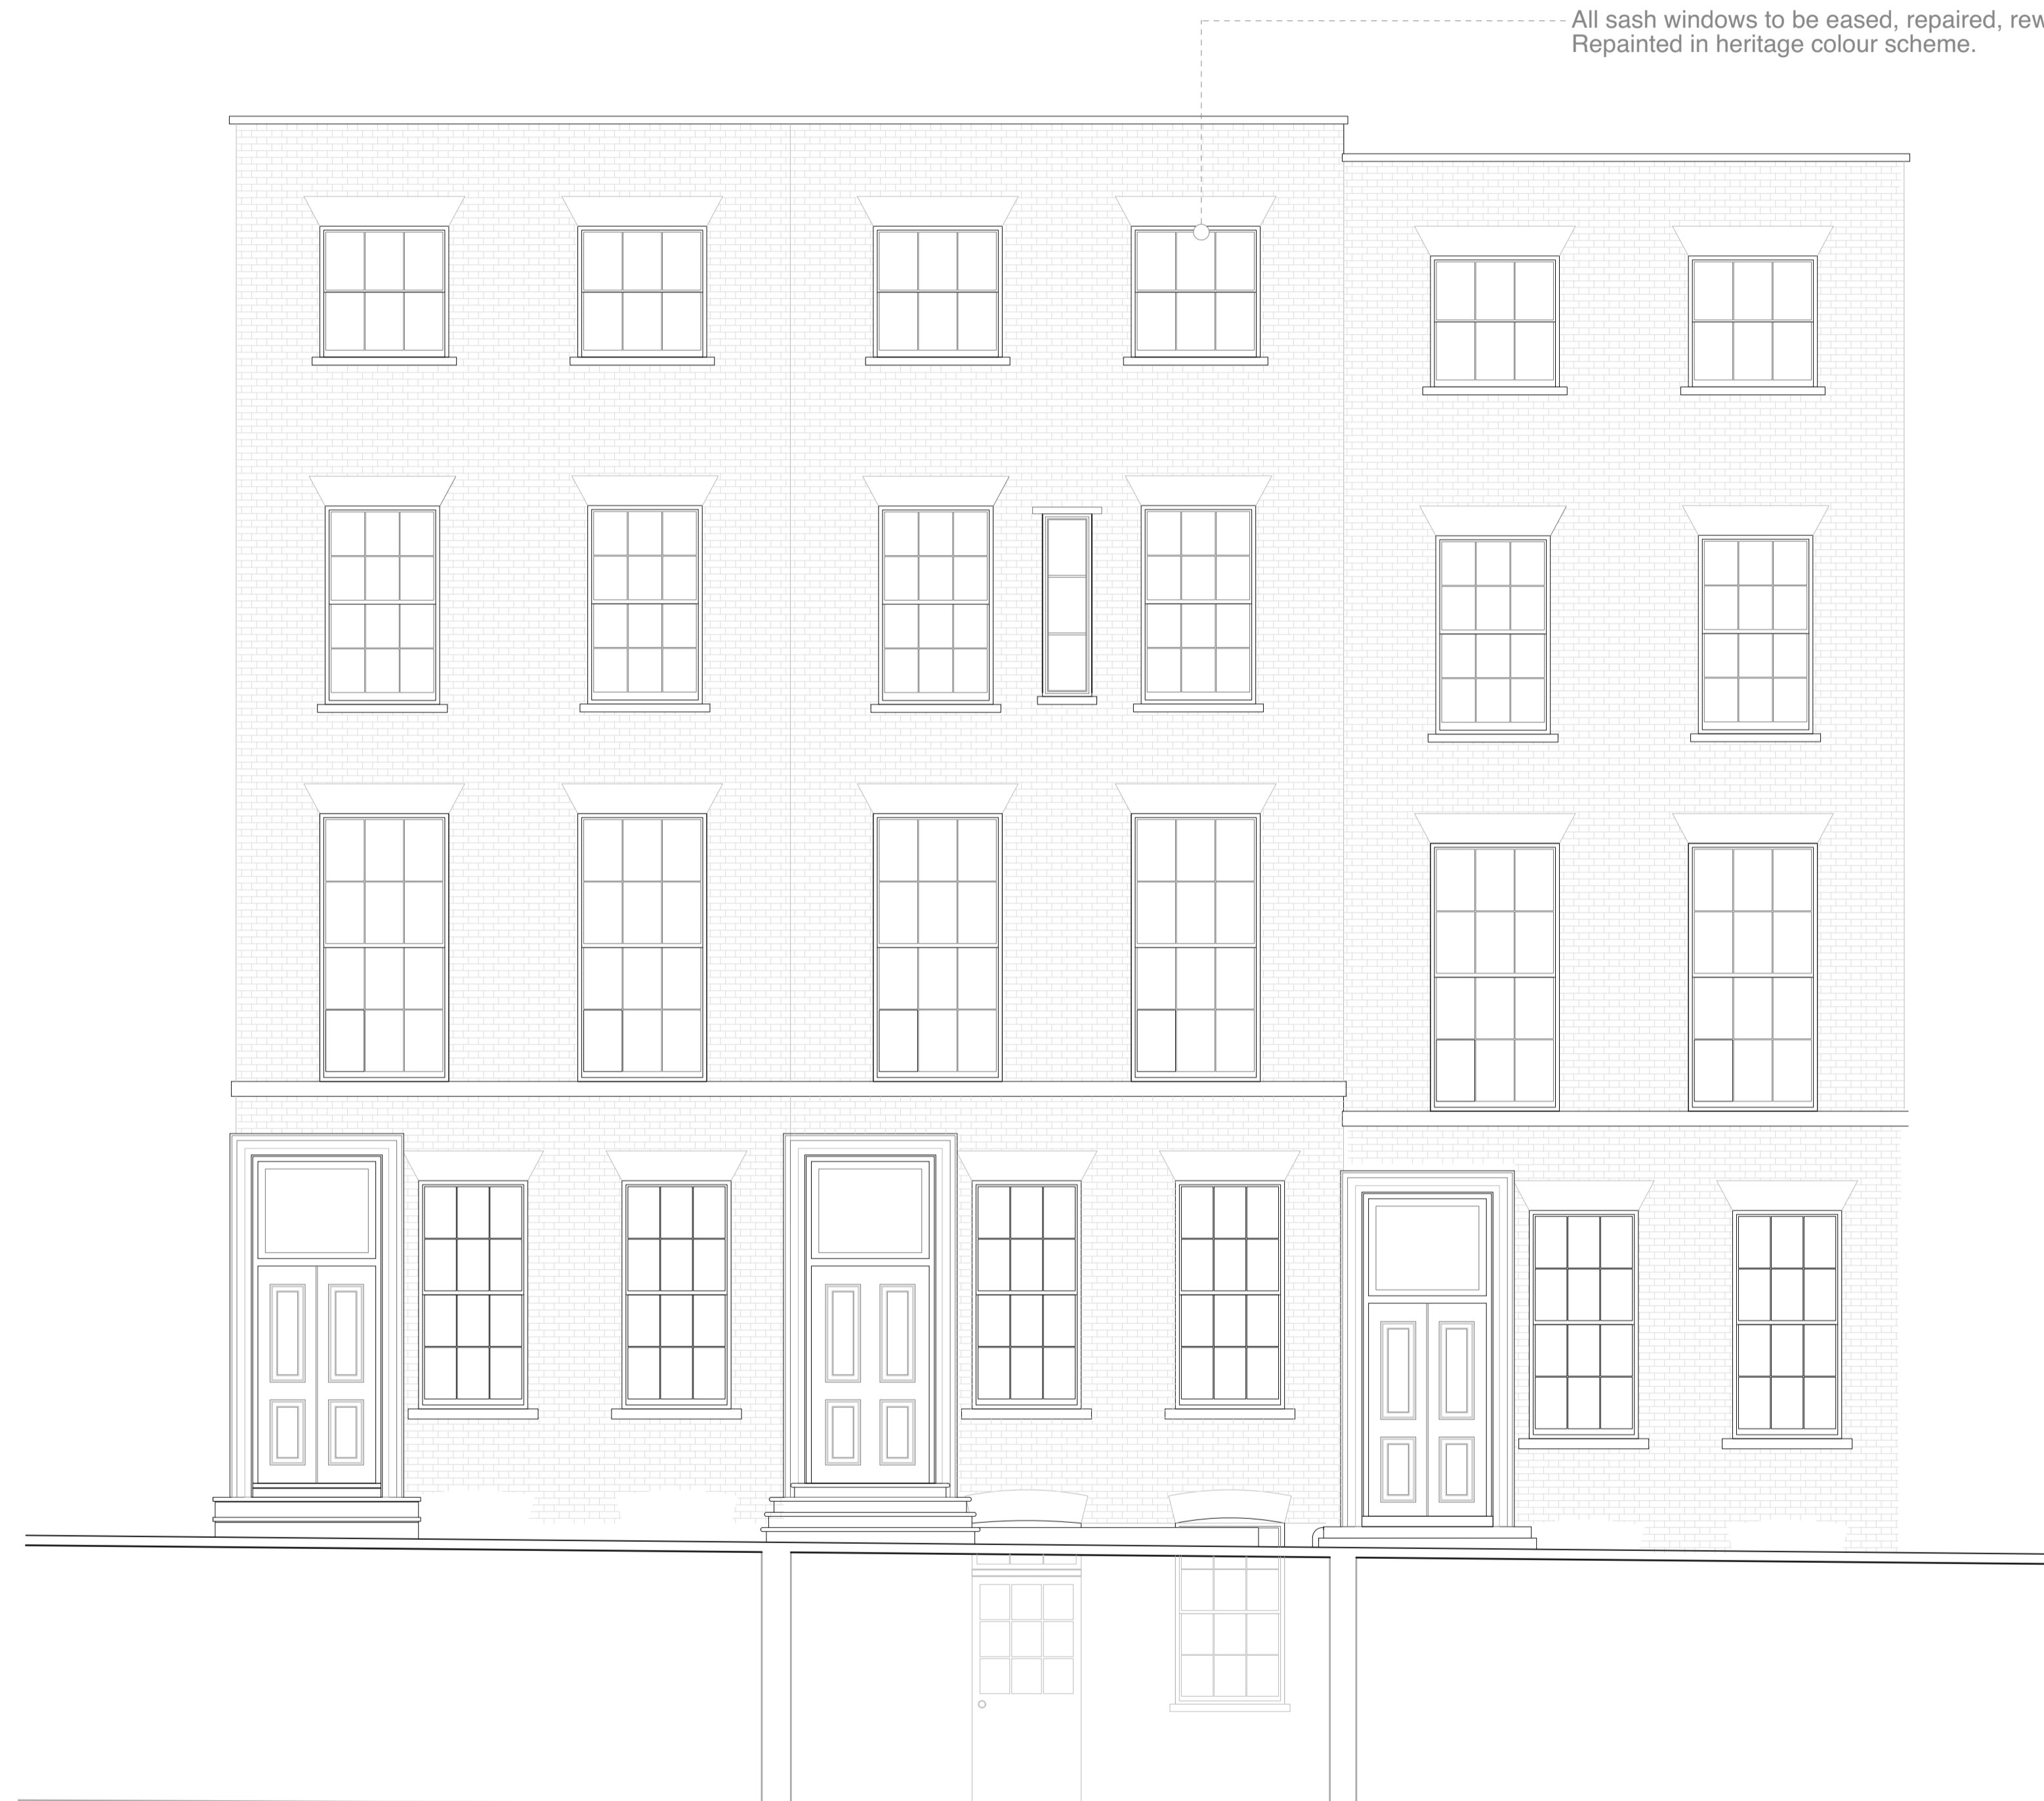 All sash windows to be eased, repaired,
Repainted in heritage colour scheme.